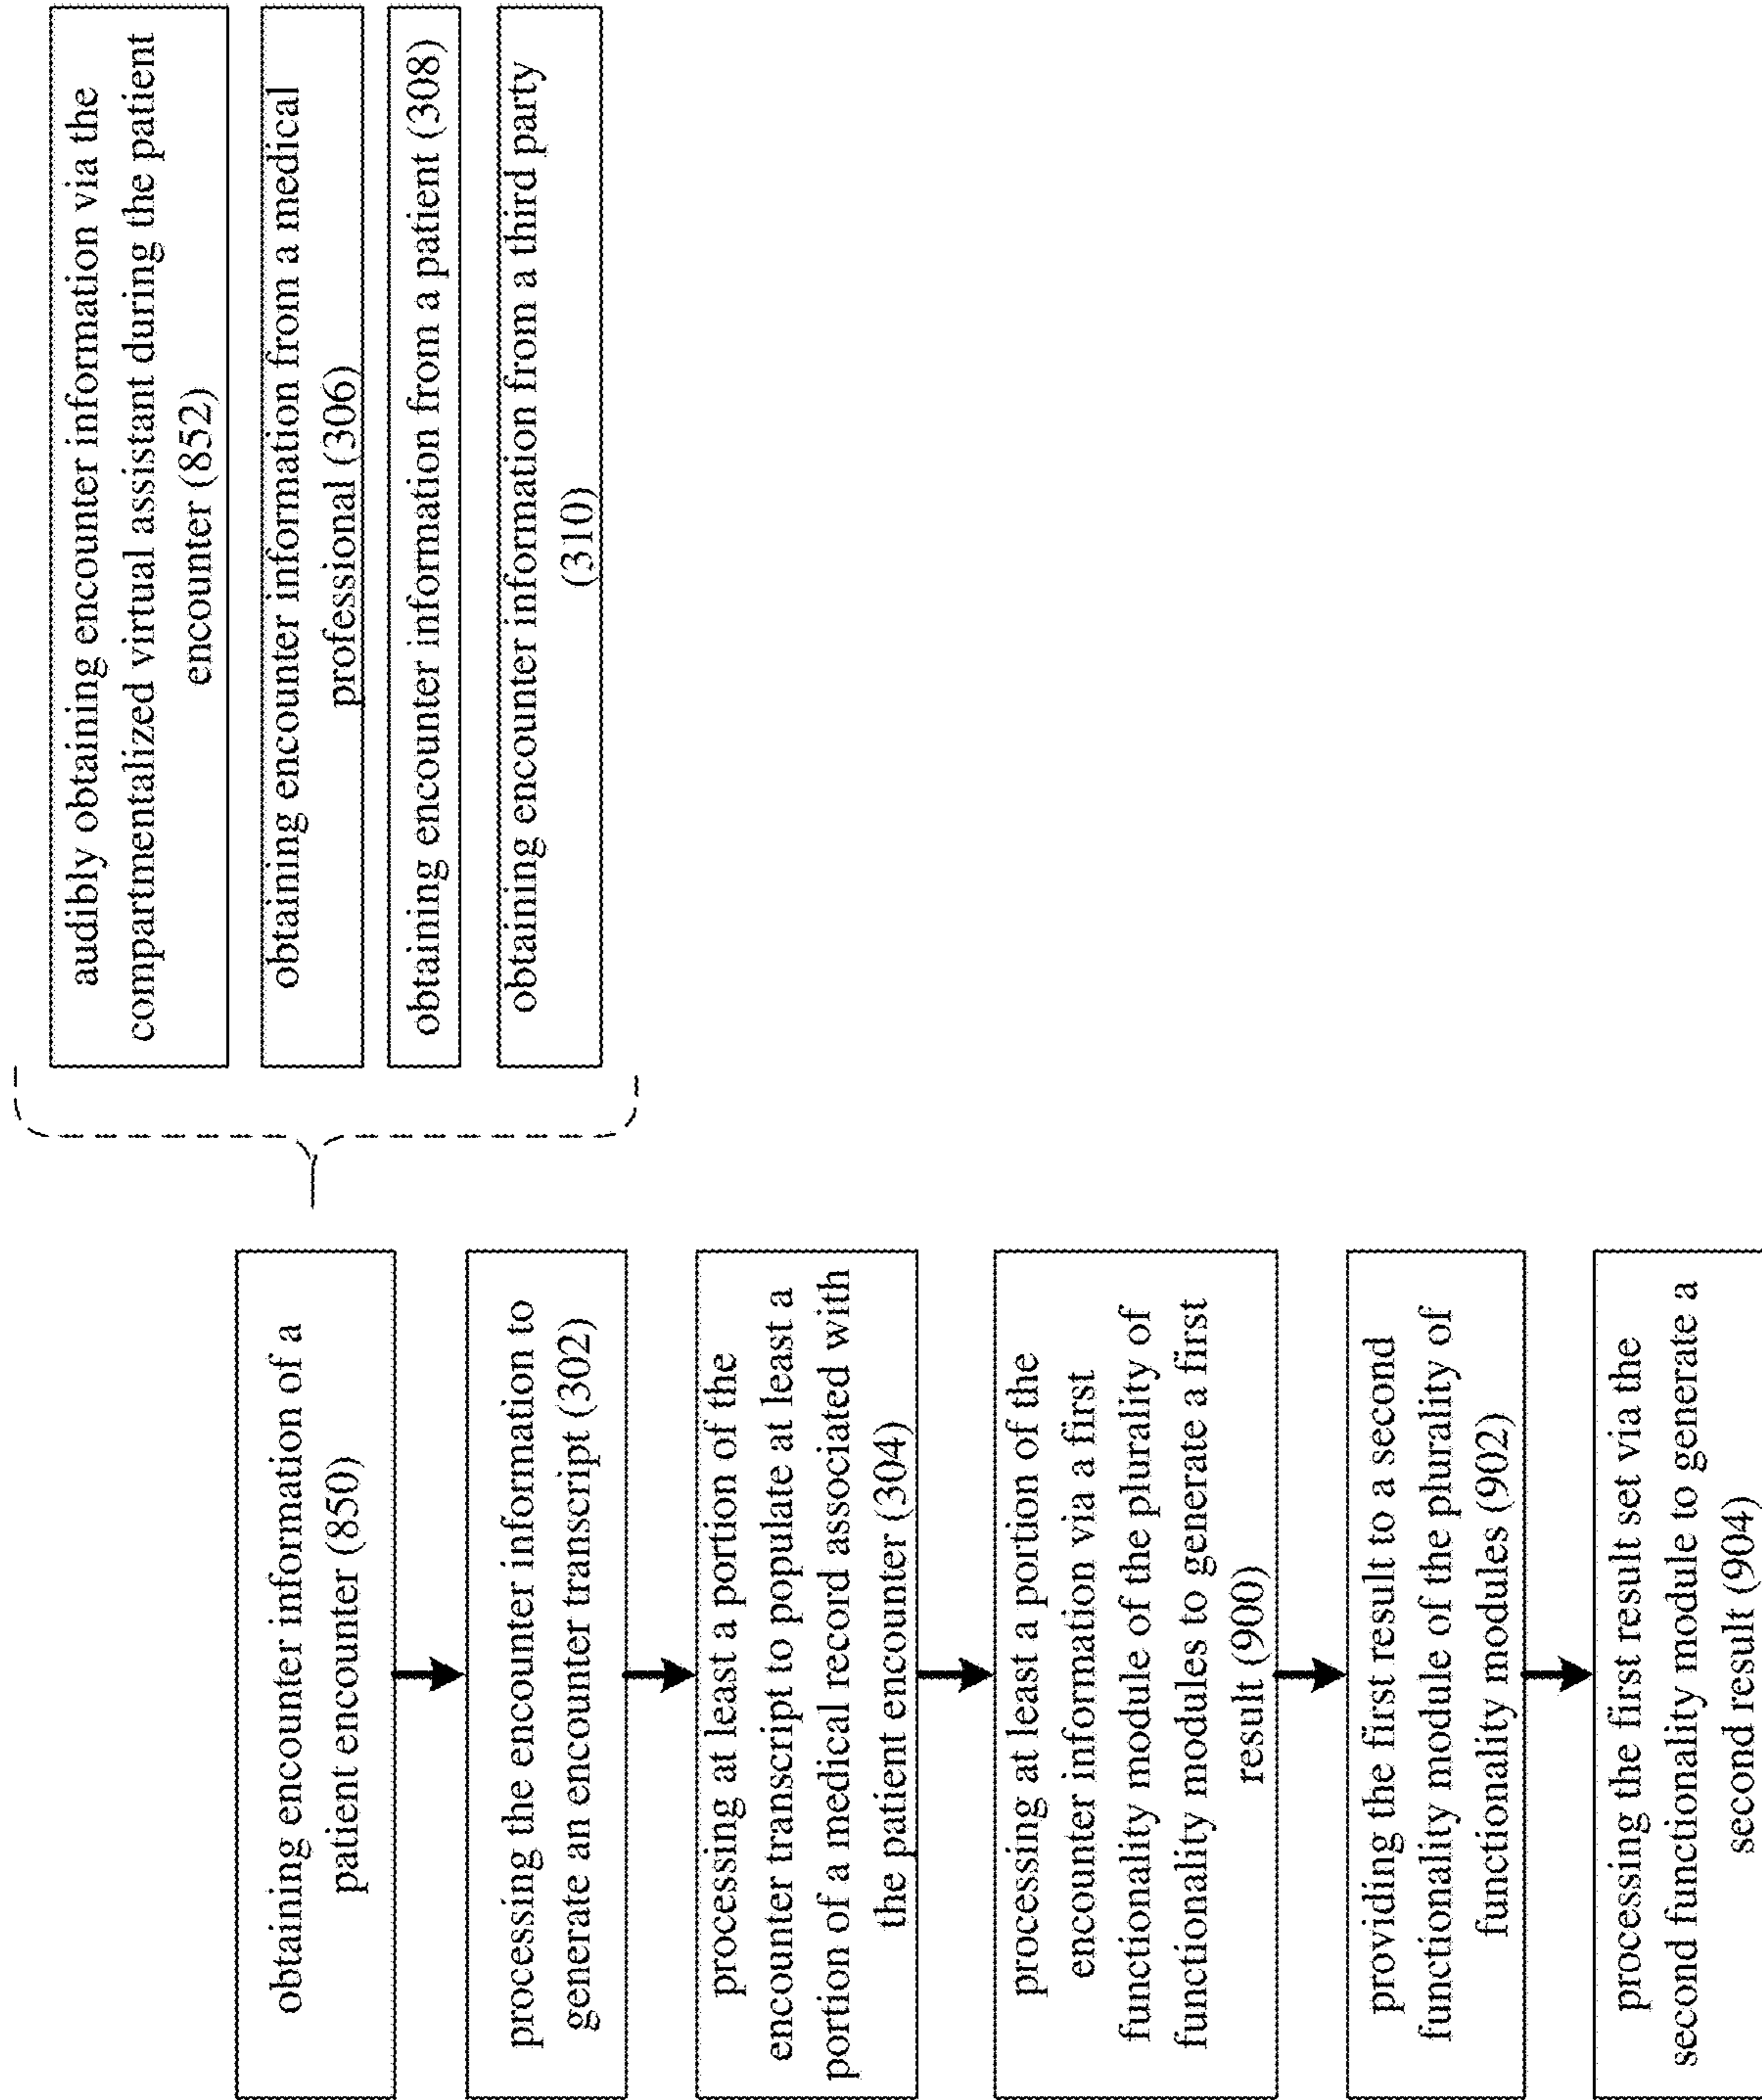 obtaining encounter information of a
patient encounter (850)
processing the encounter information to
generate an encounter transcript (302)
processing at least a portion of the
encounter transcript to populate at least a
portion of a medical record associated with
the patient encounter (304)
processing at least a portion of the
encounter information via a first
functionality module of the plurality of
functionality modules to generate a first
result (900)
providing the first result to a second
functionality module of the plurality of
functionality modules (902)
processing the first result set via the
second functionality module to generate a
second result (904)
audibly obtaining encounter information via the
compartmentalized virtual assistant during the patient
encounter (852)
obtaining encounter information from a medical
professional (306)
obtaining encounter information from a patient (308)
obtaining encounter information from a third party
(310)